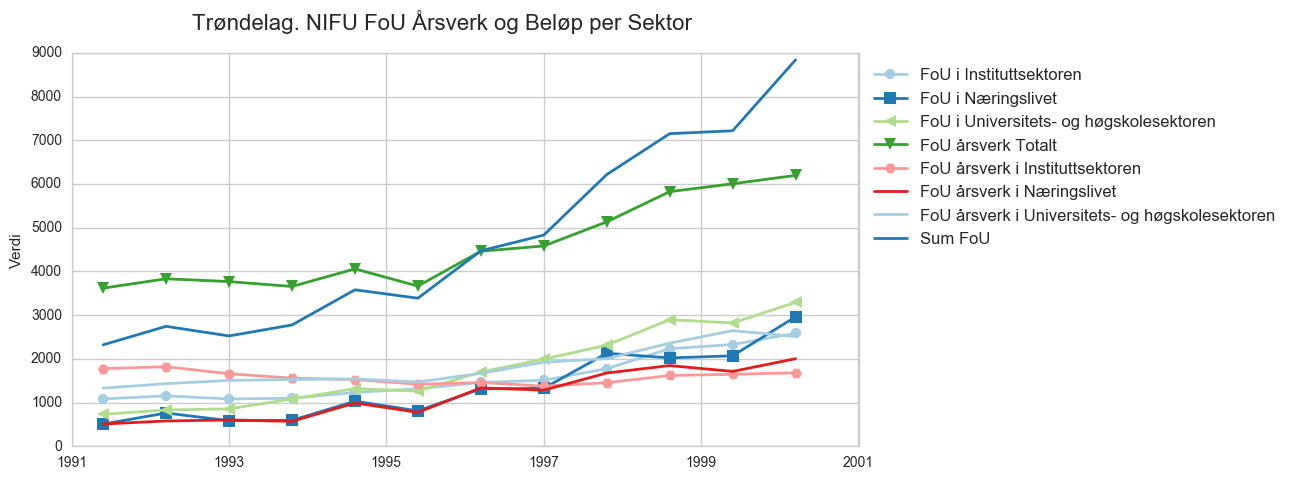 Trøndelag. NIFU FoU Årsverk og Beløp per Sektor
Verdi
9000
8000
7000
6000
5000
4000
3000
2000
1000
0
1991
1993
1995
1997
1999
2001
FoU i Instituttsektoren
FoU i Næringslivet
FoU i Universitets- og høgskolesektoren
FoU årsverk Totalt
FoU årsverk i Instituttsektoren
FoU årsverk i Næringslivet
FoU årsverk i Universitets- og høgskolesektoren
Sum FoU